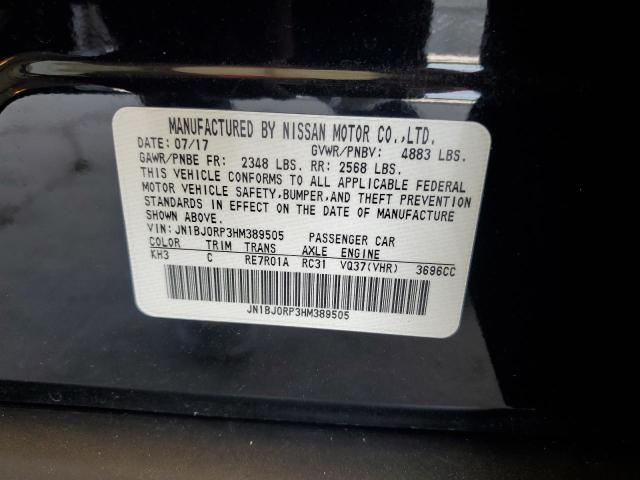 MANUFACTURED BY NISSAN MOTOR CO.,LTD.
DATE: 07/17 GVWR/PNBV: 4883 LBS.
GAWR/PNBE FR: 2348 LBS. RR: 2568 LBS.
THIS VEHICLE CONFORMS TO ALL APPLICABLE FEDERAL
MOTOR VEHICLE SAFETY,BUMPER,AND THEFT PREVENTION
STANDARDS IN EFFECT ON THE DATE OF MANUFACTURE
SHOWN ABOVE.
VIN: JN1BJ0RP3HM389505 PASSENGER CAR
COLOR TRIM TRANS AXLE ENGINE
KH3 C RE7R01A RC31 VQ37(VHR) 3696CC
JN1BJ0RP3HM389505